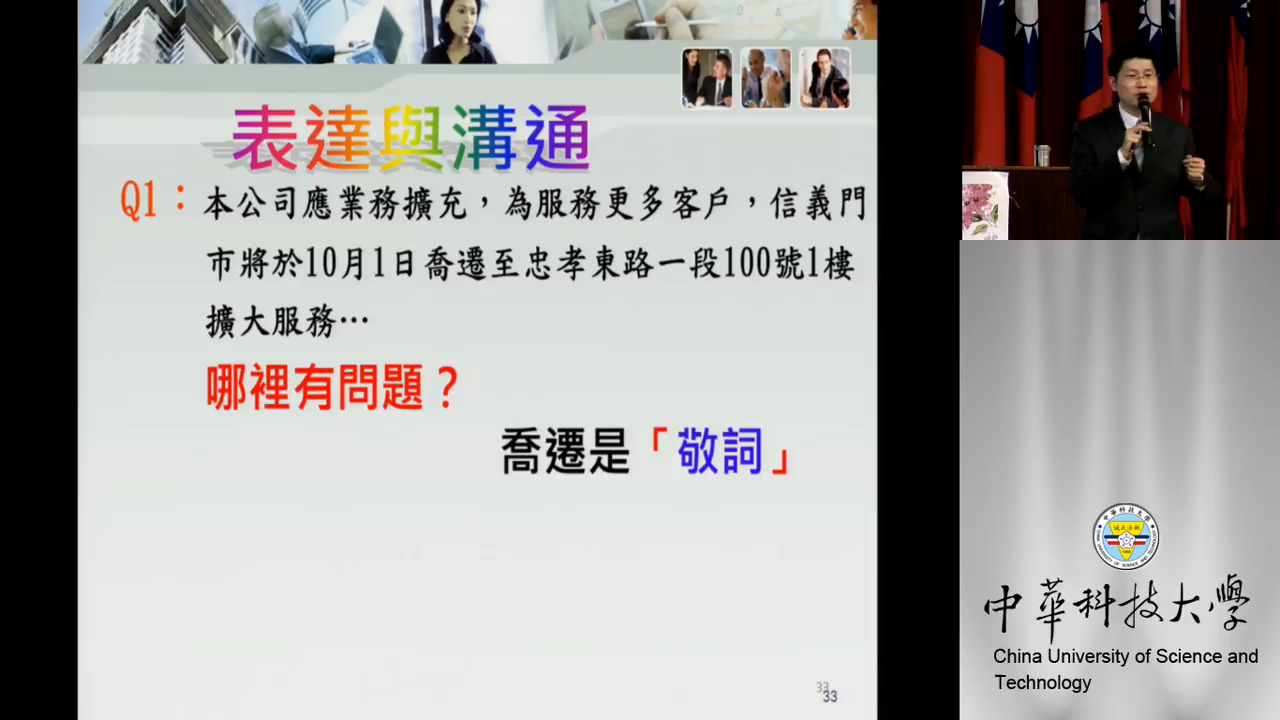 表達與溝通
Q1：本公司應業務擴充，為服務更多客戶，信義門
市將於10月1日喬遷至忠孝東路一段100號1樓
擴大服務…
哪裡有問題？
喬遷是「敬詞」
33
中華科技大學
China University of Science and
Technology